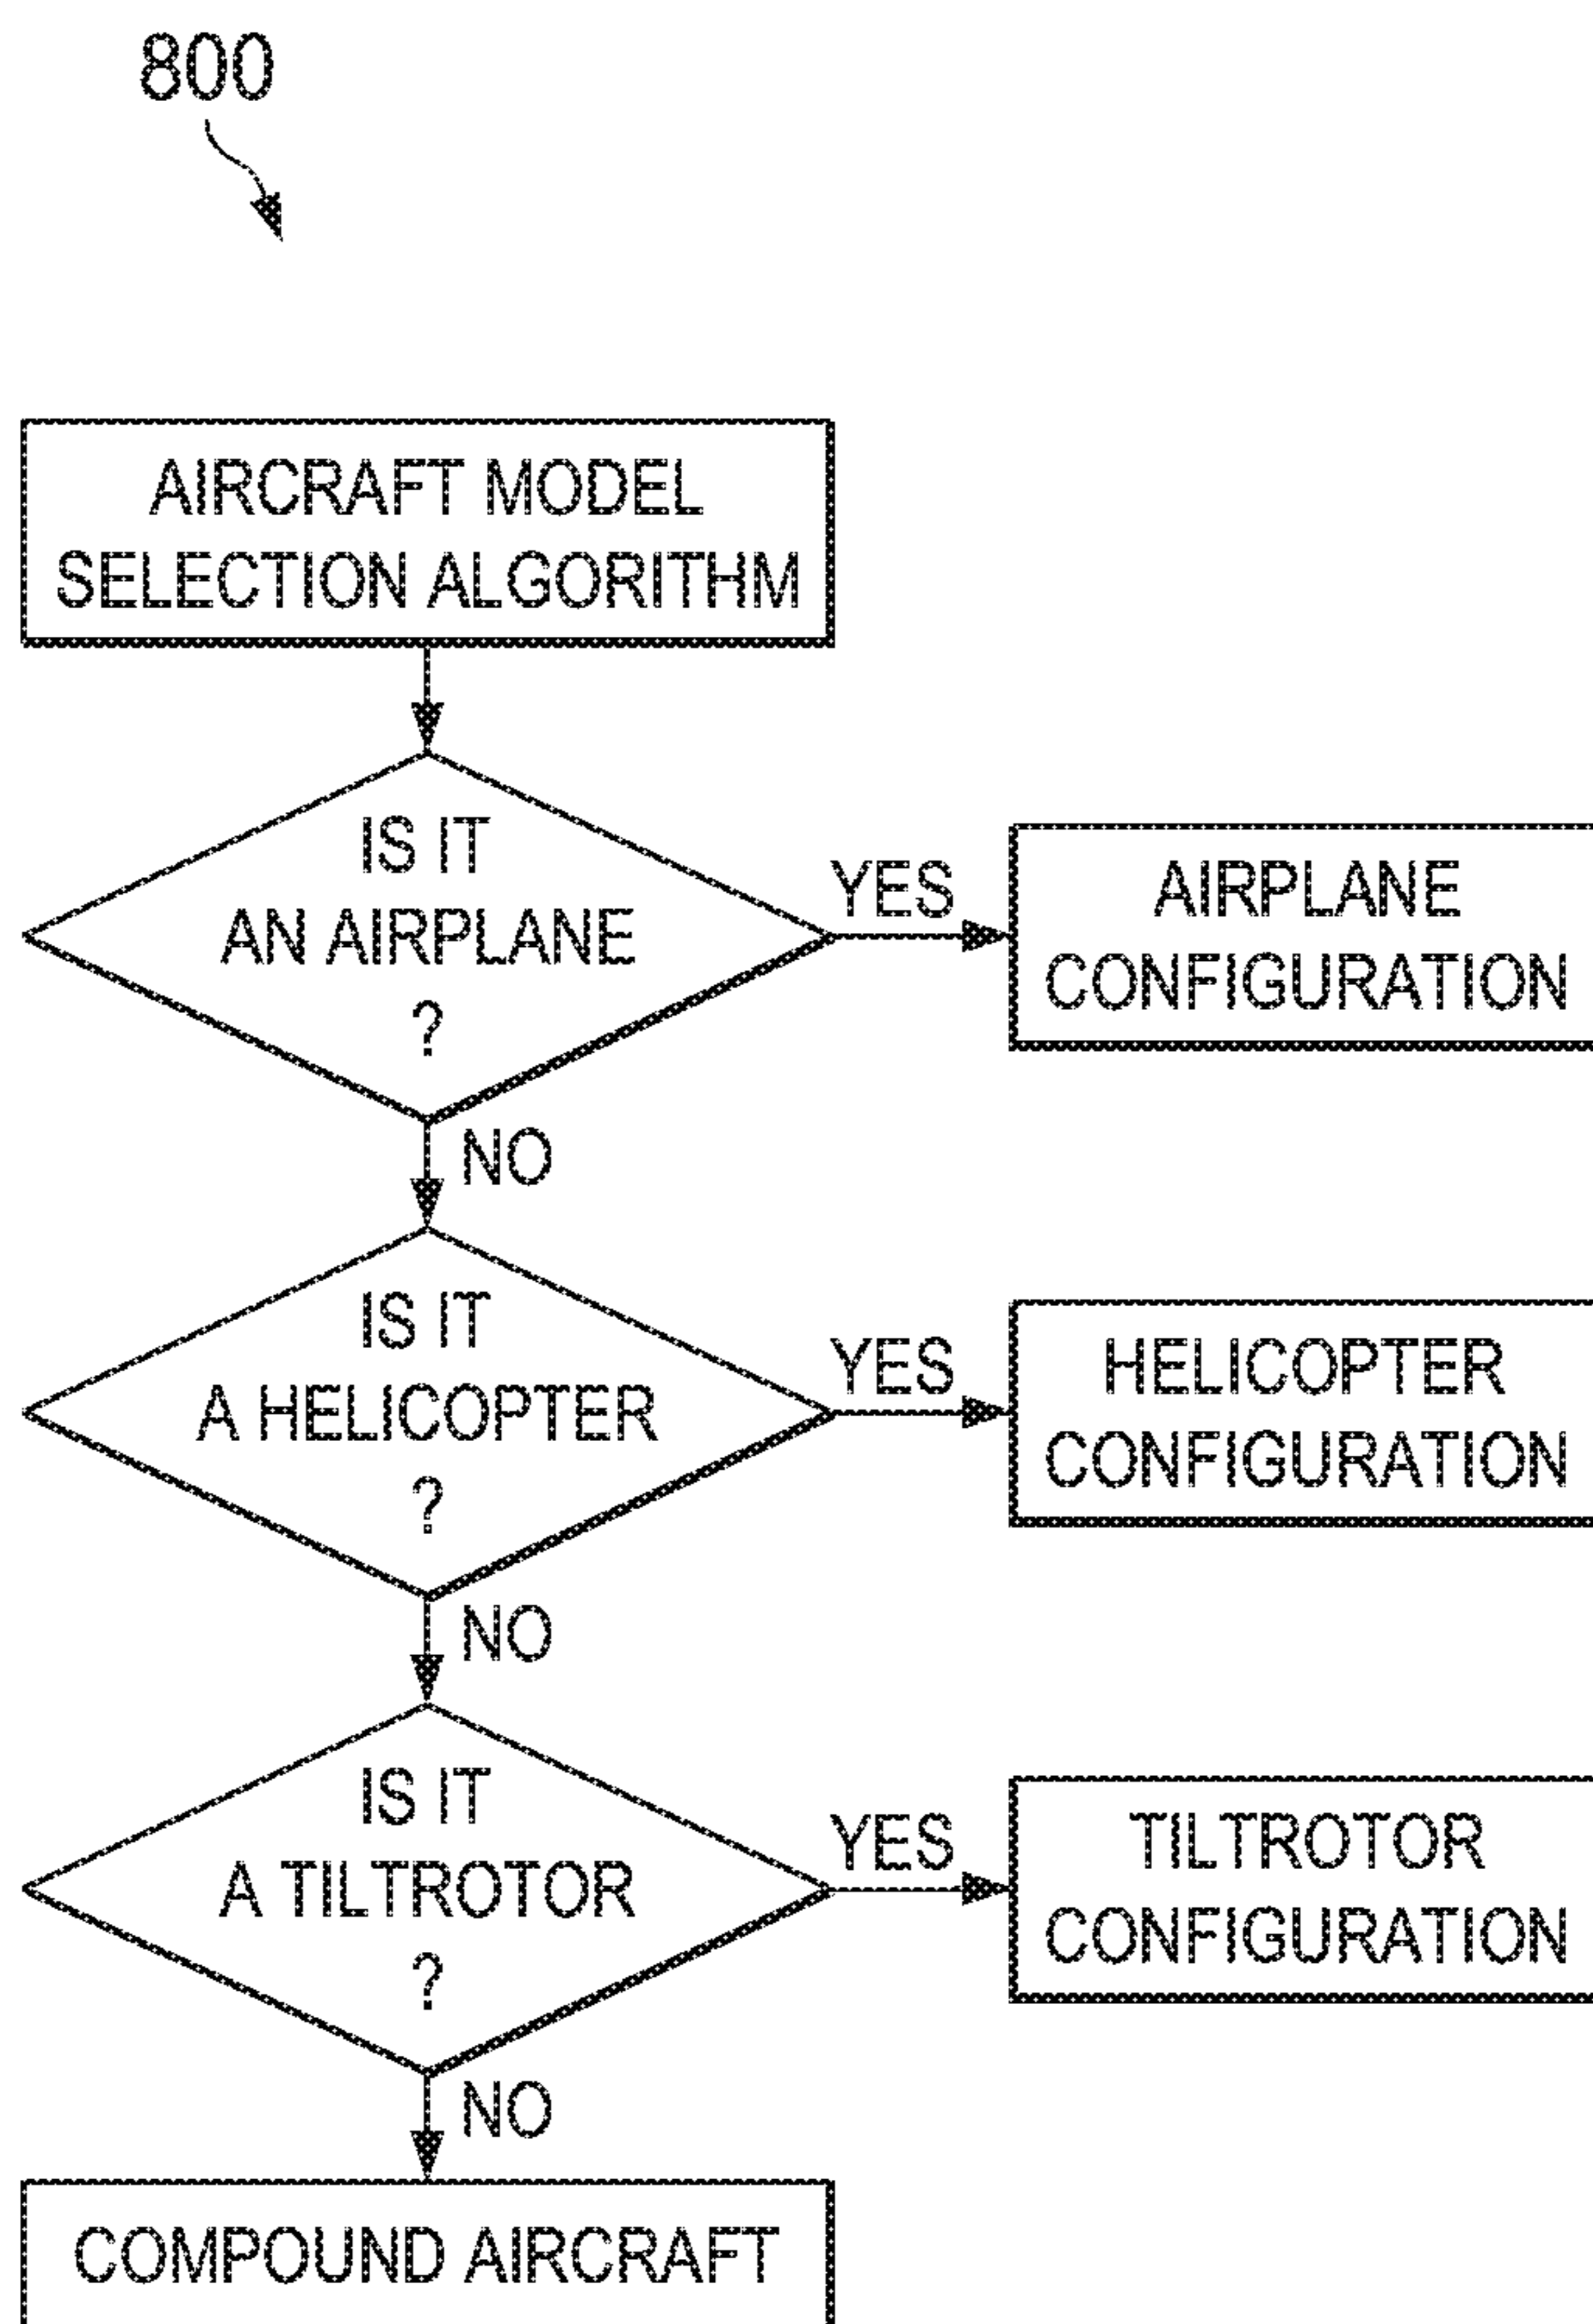 800
AIRCRAFT MODEL
SELECTION ALGORITHM
IS IT
AN AIRPLANE
?
YES
AIRPLANE
CONFIGURATION
NO
IS IT
A HELICOPTER
?
YES
HELICOPTER
CONFIGURATION
NO
IS IT
A TILTROTOR
?
YES
TILTROTOR
CONFIGURATION
NO
COMPOUND AIRCRAFT